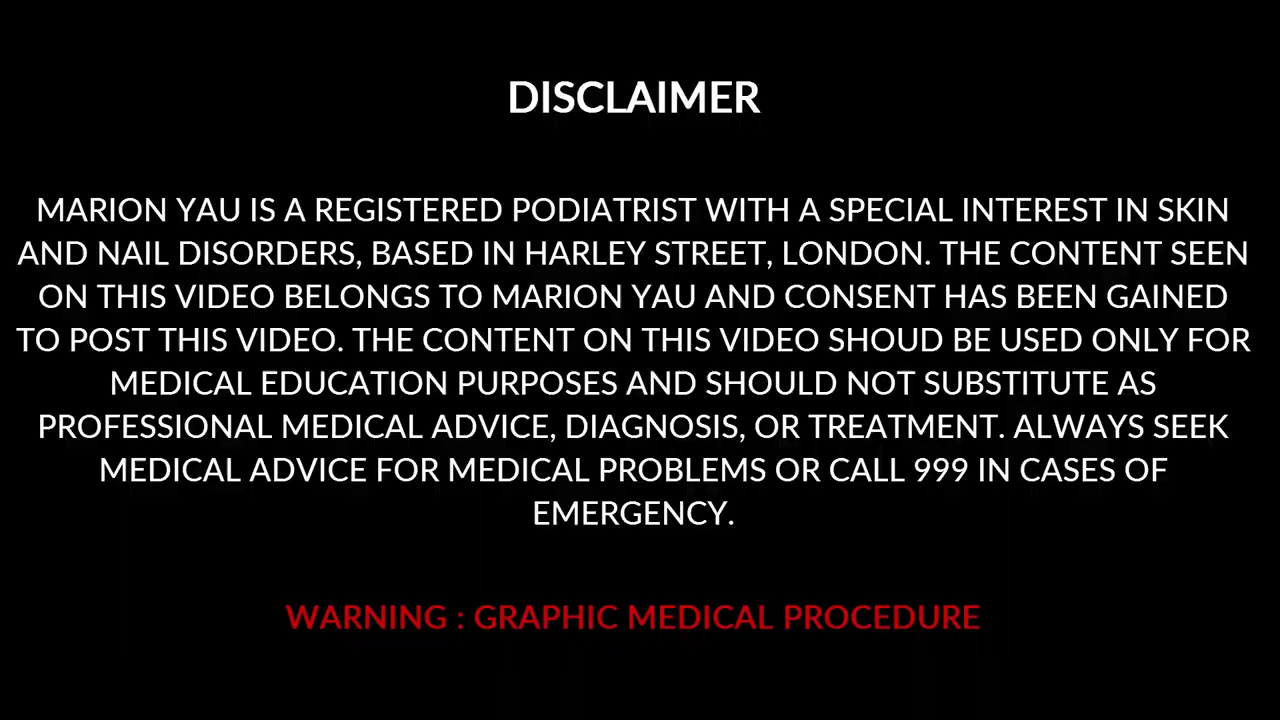 DISCLAIMER
MARION YAU IS A REGISTERED PODIATRIST WITH A SPECIAL INTEREST IN SKIN
AND NAIL DISORDERS, BASED IN HARLEY STREET, LONDON. THE CONTENT SEEN
ON THIS VIDEO BELONGS TO MARION YAU AND CONSENT HAS BEEN GAINED
TO POST THIS VIDEO. THE CONTENT ON THIS VIDEO SHOUD BE USED ONLY FOR
MEDICAL EDUCATION PURPOSES AND SHOULD NOT SUBSTITUTE AS
PROFESSIONAL MEDICAL ADVICE, DIAGNOSIS, OR TREATMENT. ALWAYS SEEK
MEDICAL ADVICE FOR MEDICAL PROBLEMS OR CALL 999 IN CASES OF
EMERGENCY.
WARNING : GRAPHIC MEDICAL PROCEDURE